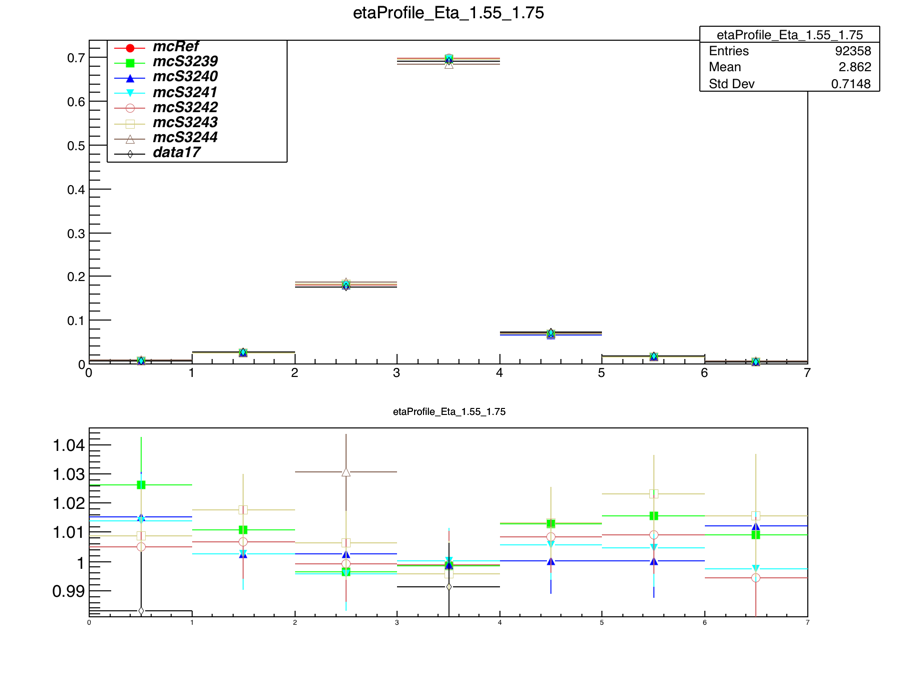 etaProfile_Eta_1.55_1.75
etaProfile_Eta_1.55_1.75
Entries 92358
Mean 2.862
Std Dev 0.7148
mcRef
mcS3239
mcS3240
mcS3241
mcS3242
mcS3243
mcS3244
data17
0.7
0.6
0.5
0.4
0.3
0.2
0.1
0
0 1 2 3 4 5 6 7
etaProfile_Eta_1.55_1.75
1.04
1.03
1.02
1.01
1
0.99
0 1 2 3 4 5 6 7